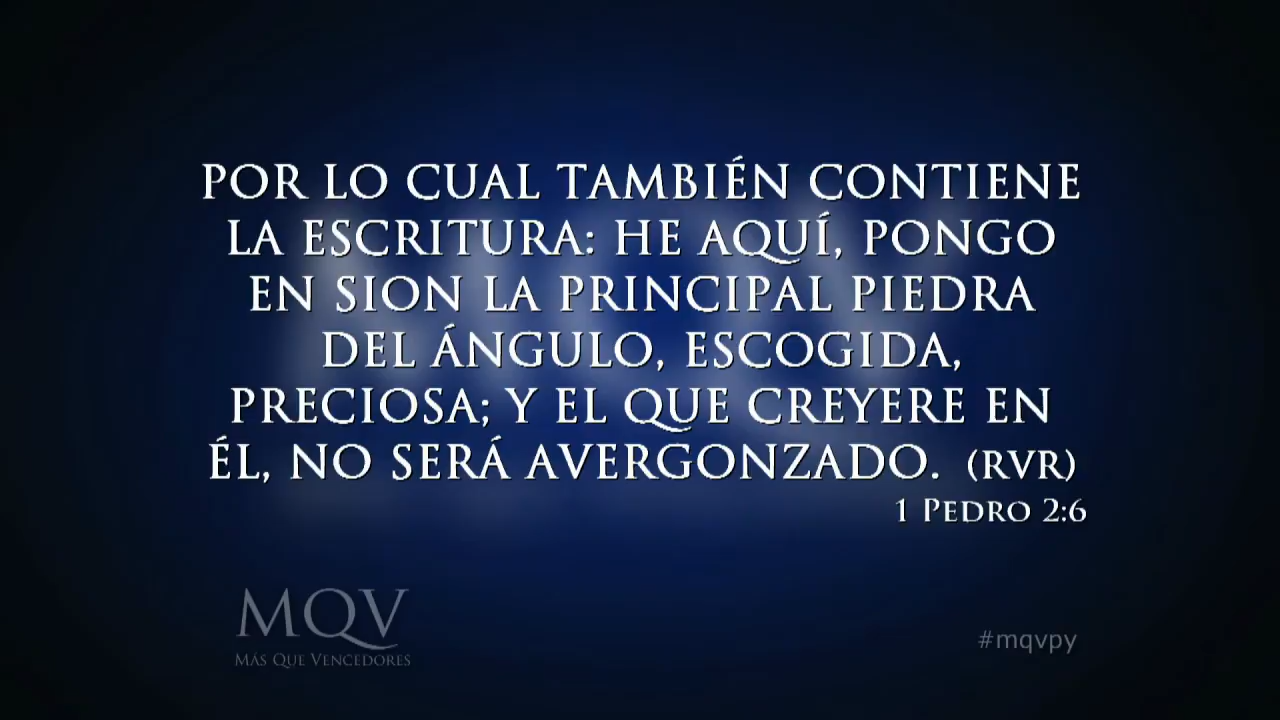 POR LO CUAL TAMBIÉN CONTIENE
LA ESCRITURA: HE AQUÍ, PONGO
EN SION LA PRINCIPAL PIEDRA
DEL ÁNGULO, ESCOGIDA,
PRECIOSA; Y EL QUE CREYERE EN
ÉL, NO SERÁ AVERGONZADO. (RVR)
1 PEDRO 2:6
MQV
MÁS QUE VENCEDORES
#mqvpy